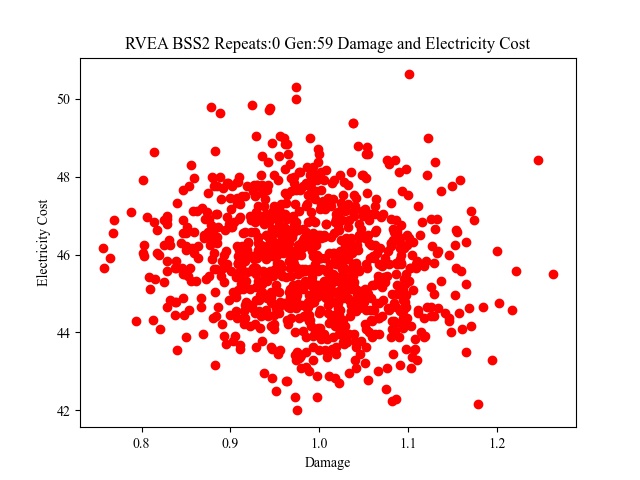 RVEA BSS2 Repeats:0 Gen:59 Damage and Electricity Cost
50
48
46
44
42
Electricity Cost
0.8 0.9 1.0 1.1 1.2
Damage